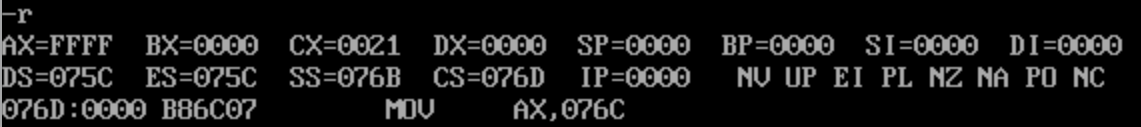 -r
AX=FFFF  BX=0000  CX=0021  DX=0000  SP=0000  BP=0000  SI=0000  DI=0000
DS=075C  ES=075C  SS=076B  CS=076D  IP=0000   NV UP EI PL NZ NA PO NC
076D:0000 B86C07        MOV     AX,076C